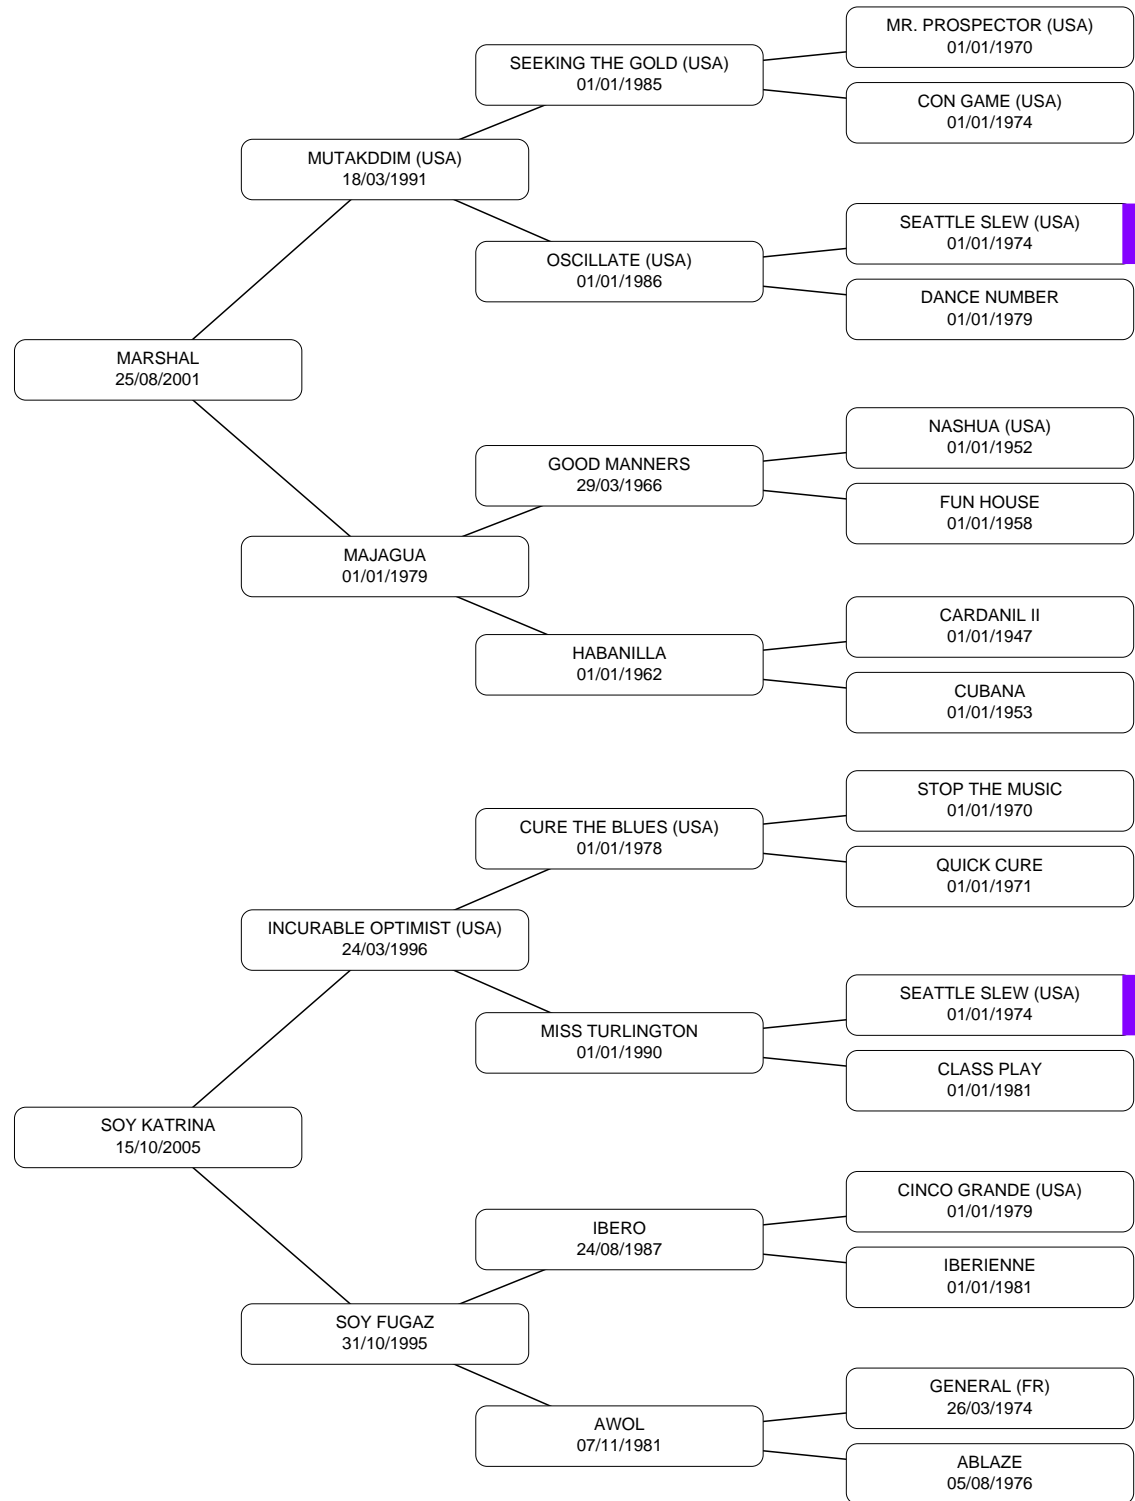 MR. PROSPECTOR (USA)
01/01/1970
SEEKING THE GOLD (USA)
01/01/1985
CON GAME (USA)
01/01/1974
MUTAKDDIM (USA)
18/03/1991
SEATTLE SLEW (USA)
01/01/1974
OSCILLATE (USA)
01/01/1986
DANCE NUMBER
01/01/1979
MARSHAL
25/08/2001
NASHUA (USA)
01/01/1952
GOOD MANNERS
29/03/1966
FUN HOUSE
01/01/1958
MAJAGUA
01/01/1979
CARDANIL II
01/01/1947
HABANILLA
01/01/1962
CUBANA
01/01/1953
STOP THE MUSIC
01/01/1970
CURE THE BLUES (USA)
01/01/1978
QUICK CURE
01/01/1971
INCURABLE OPTIMIST (USA)
24/03/1996
SEATTLE SLEW (USA)
01/01/1974
MISS TURLINGTON
01/01/1990
CLASS PLAY
01/01/1981
SOY KATRINA
15/10/2005
CINCO GRANDE (USA)
01/01/1979
IBERO
24/08/1987
IBERIENNE
01/01/1981
SOY FUGAZ
31/10/1995
GENERAL (FR)
26/03/1974
AWOL
07/11/1981
ABLAZE
05/08/1976